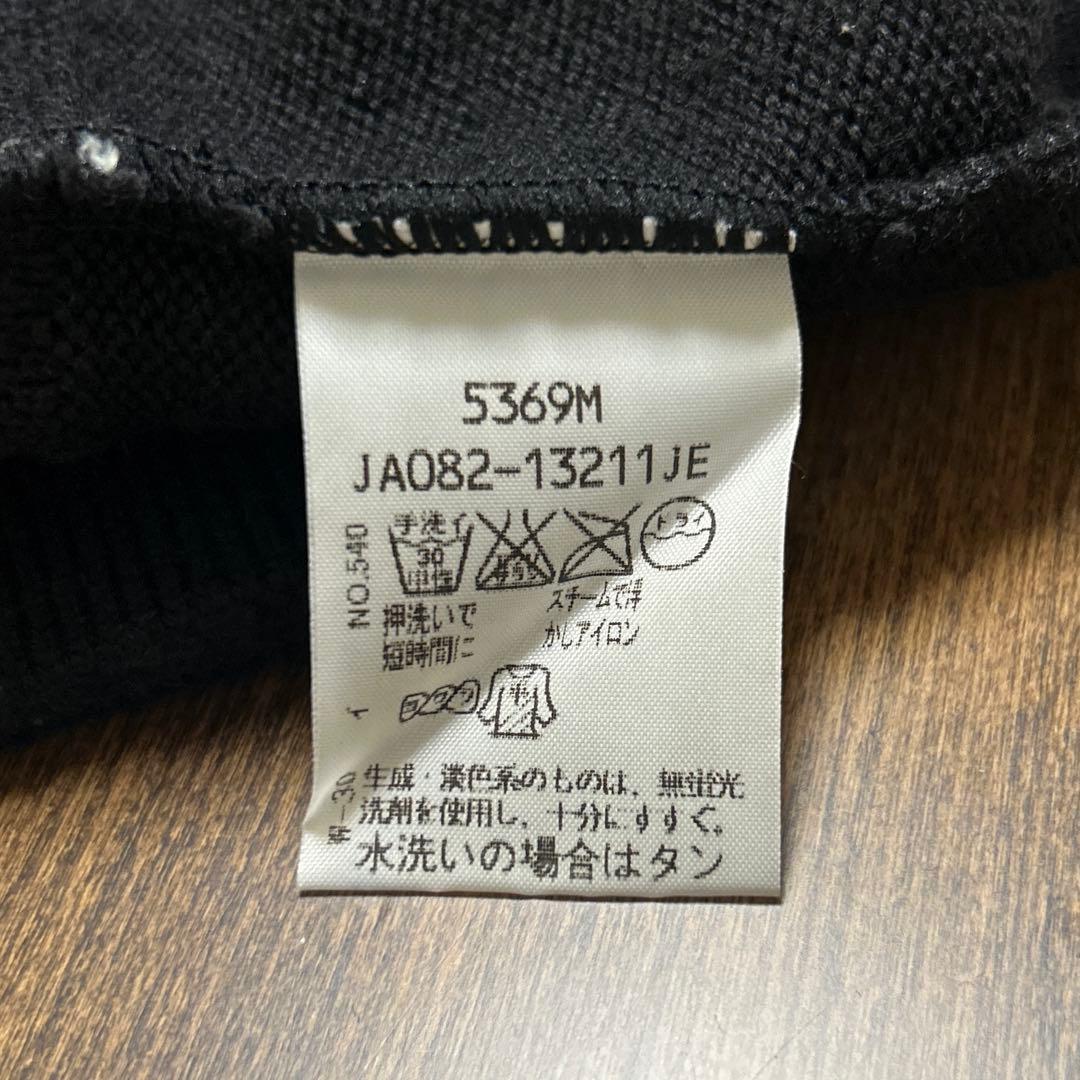 5369M
JA082-13211JE
手洗イ
30
中性
ドライ
押洗いで
短時間に
スチームで浮
かしアイロン
ヨワク
平
NO.540
イ
生成・淡色系のものは、無蛍光
洗剤を使用し、十分にすすぐ。
水洗いの場合はタン